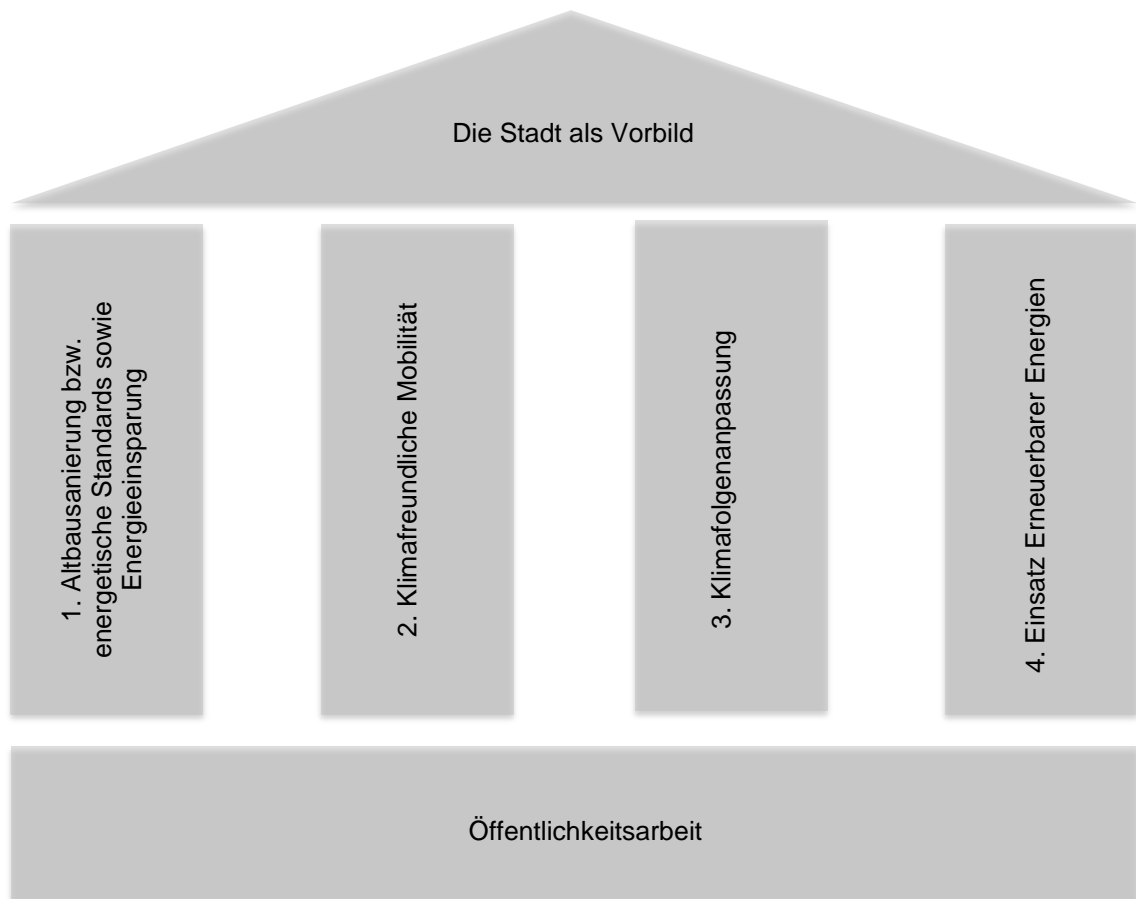 Die Stadt als Vorbild
1. Altbausanierung bzw.
energetische Standards sowie
Energieeinsparung
2. Klimafreundliche Mobilität
3. Klimafolgenanpassung
4. Einsatz Erneuerbarer Energien
Öffentlichkeitsarbeit